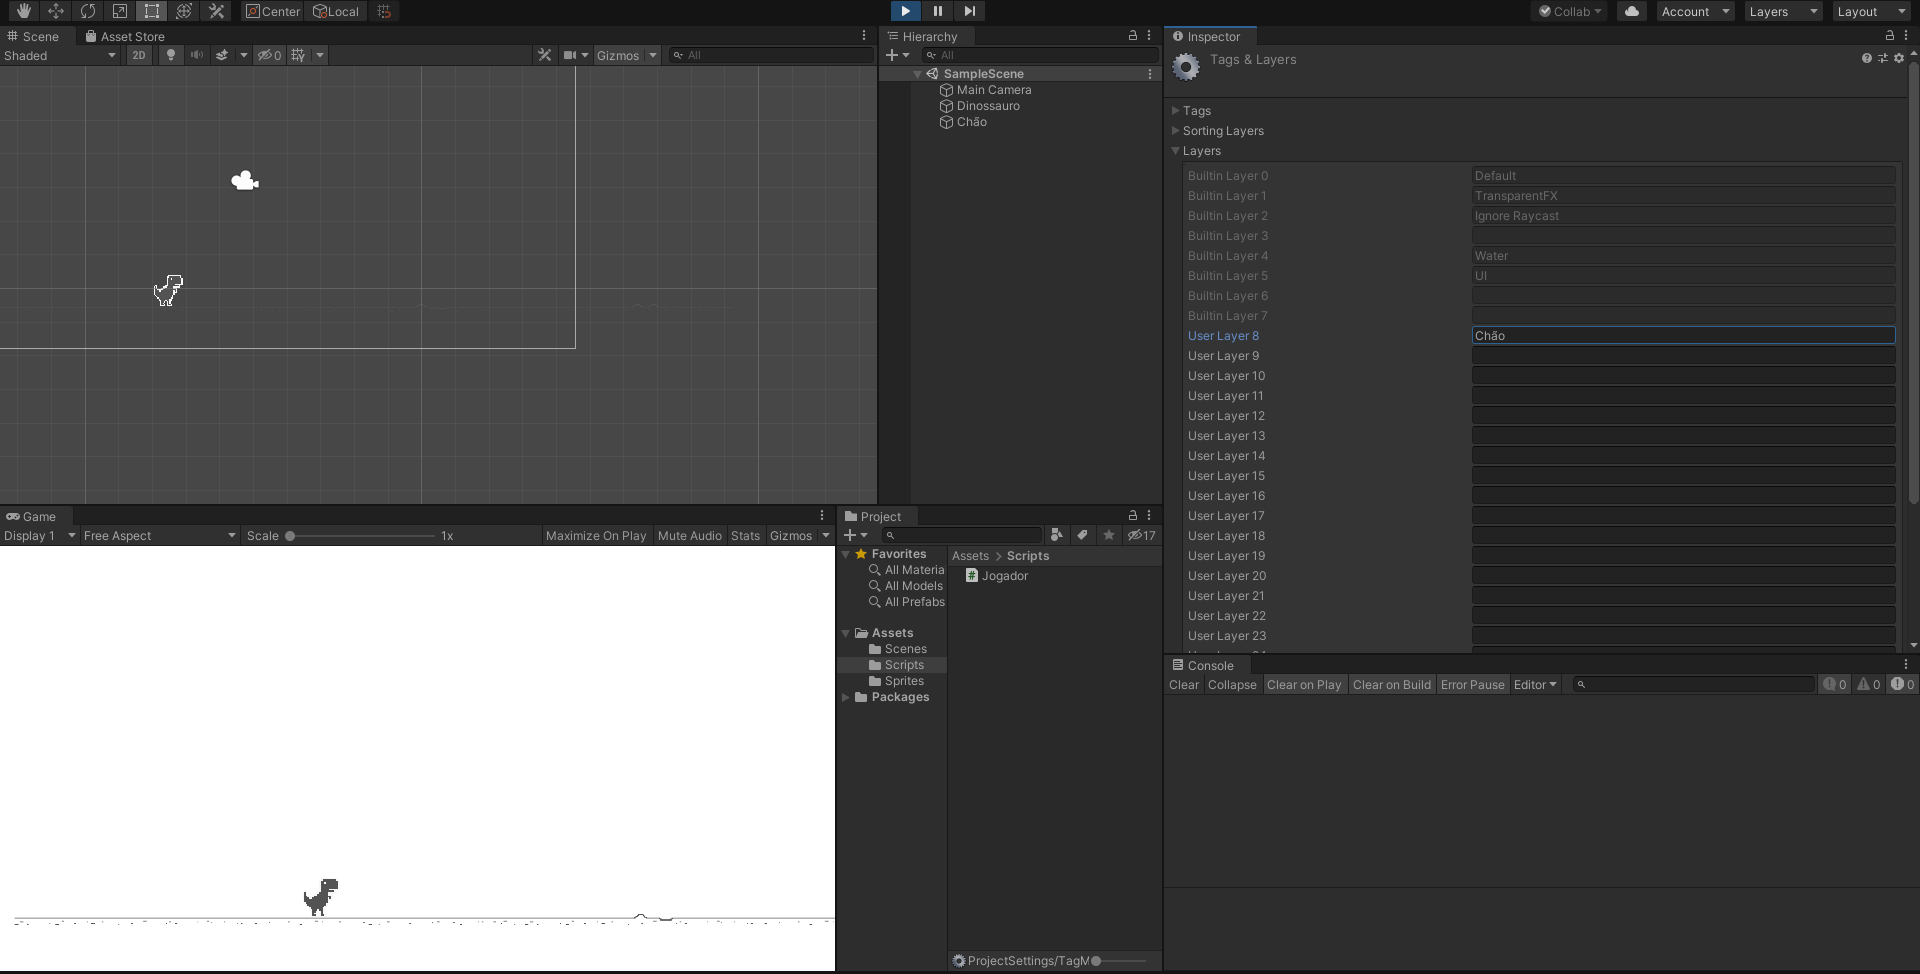 Center Local Collab Account Layers Layout
Scene Asset Store
Shaded 2D 0 Gizmos All
Hierarchy
All
SampleScene
Main Camera
Dinossauro
Chão
Inspector
Tags & Layers
Tags
Sorting Layers
Layers
Builtin Layer 0 Default
Builtin Layer 1 TransparentFX
Builtin Layer 2 Ignore Raycast
Builtin Layer 3
Builtin Layer 4 Water
Builtin Layer 5 UI
Builtin Layer 6
Builtin Layer 7
User Layer 8 Chão
User Layer 9
User Layer 10
User Layer 11
User Layer 12
User Layer 13
User Layer 14
User Layer 15
User Layer 16
User Layer 17
User Layer 18
User Layer 19
User Layer 20
User Layer 21
User Layer 22
User Layer 23
Game
Display 1 Free Aspect Scale 1x Maximize On Play Mute Audio Stats Gizmos
Project
17
Favorites
All Materia
All Models
All Prefabs
Assets
Scenes
Scripts
Sprites
Packages
Assets > Scripts
Jogador
ProjectSettings/TagM
Console
Clear Collapse Clear on Play Clear on Build Error Pause Editor 0 0 0